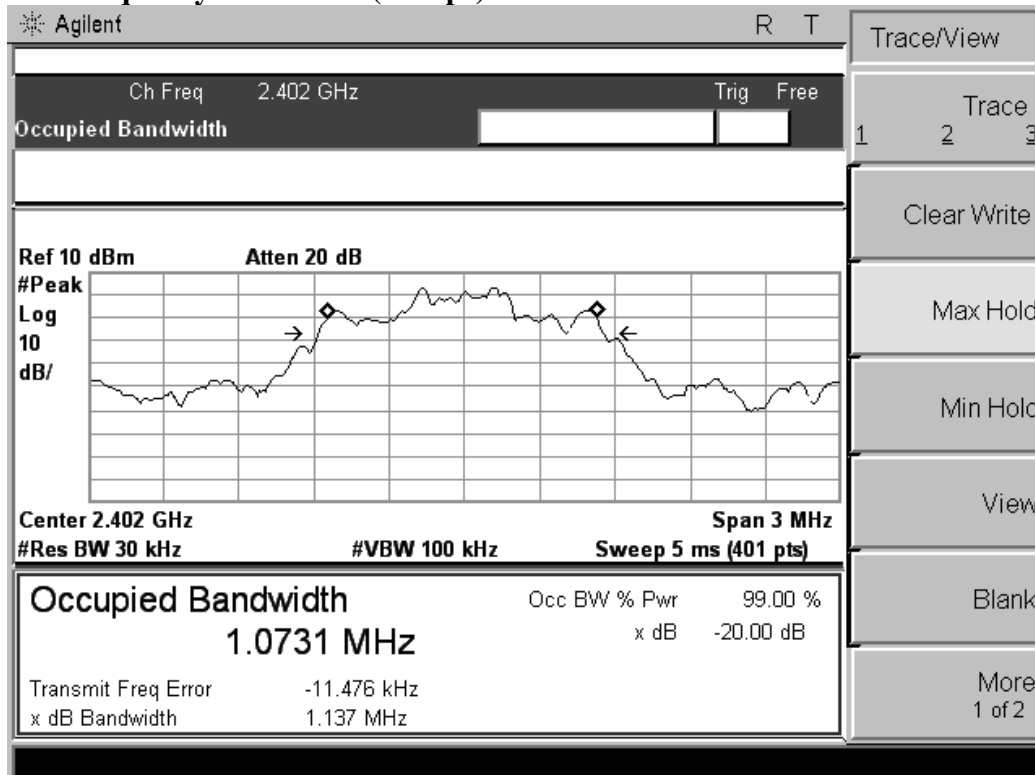 Agilent R T
Trace/View
Ch Freq 2.402 GHz Trig Free
Occupied Bandwidth
Trace
1 2 3
Clear Write
Max Hold
Min Hold
View
Blank
More
1 of 2
Ref 10 dBm Atten 20 dB
#Peak
Log
10
dB/
Center 2.402 GHz Span 3 MHz
#Res BW 30 kHz #VBW 100 kHz Sweep 5 ms (401 pts)
Occupied Bandwidth
1.0731 MHz
Occ BW % Pwr 99.00 %
x dB -20.00 dB
Transmit Freq Error -11.476 kHz
x dB Bandwidth 1.137 MHz